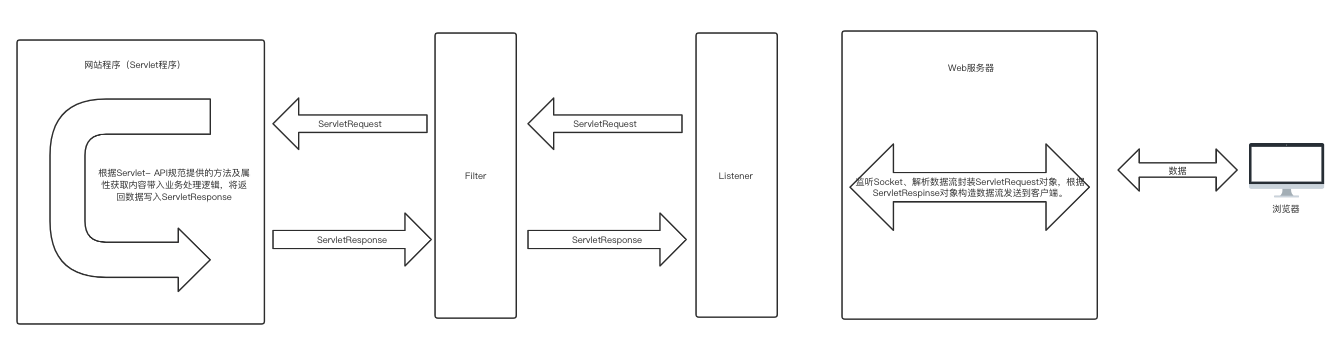 网站程序（Servlet程序）
根据Servlet- API规范提供的方法及属
性获取内容带入业务处理逻辑，将返
回数据写入ServletResponse
ServletRequest
ServletResponse
Filter
ServletRequest
ServletResponse
Listener
Web服务器
监听Socket、解析数据流封装ServletRequest对象，根据
ServletRespinse对象构造数据流发送到客户端。
数据
浏览器